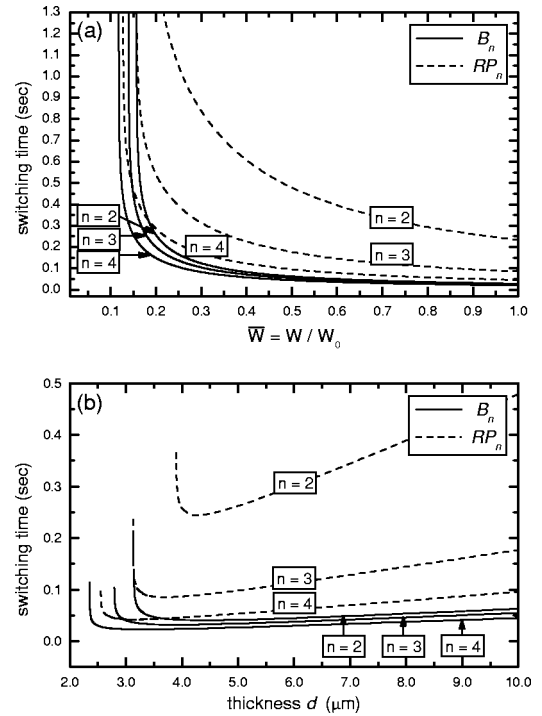 (a)
B_n
RP_n
switching time (sec)
1.3
1.2
1.1
1.0
0.9
0.8
0.7
0.6
0.5
0.4
0.3
0.2
0.1
0.0
n = 2
n = 3
n = 4
n = 4
n = 2
n = 3
0.1 0.2 0.3 0.4 0.5 0.6 0.7 0.8 0.9 1.0
W̅ = W / W₀
(b)
B_n
RP_n
switching time (sec)
0.5
0.4
0.3
0.2
0.1
0.0
n = 2
n = 3
n = 4
n = 2
n = 3
n = 4
2.0 3.0 4.0 5.0 6.0 7.0 8.0 9.0 10.0
thickness d (μm)